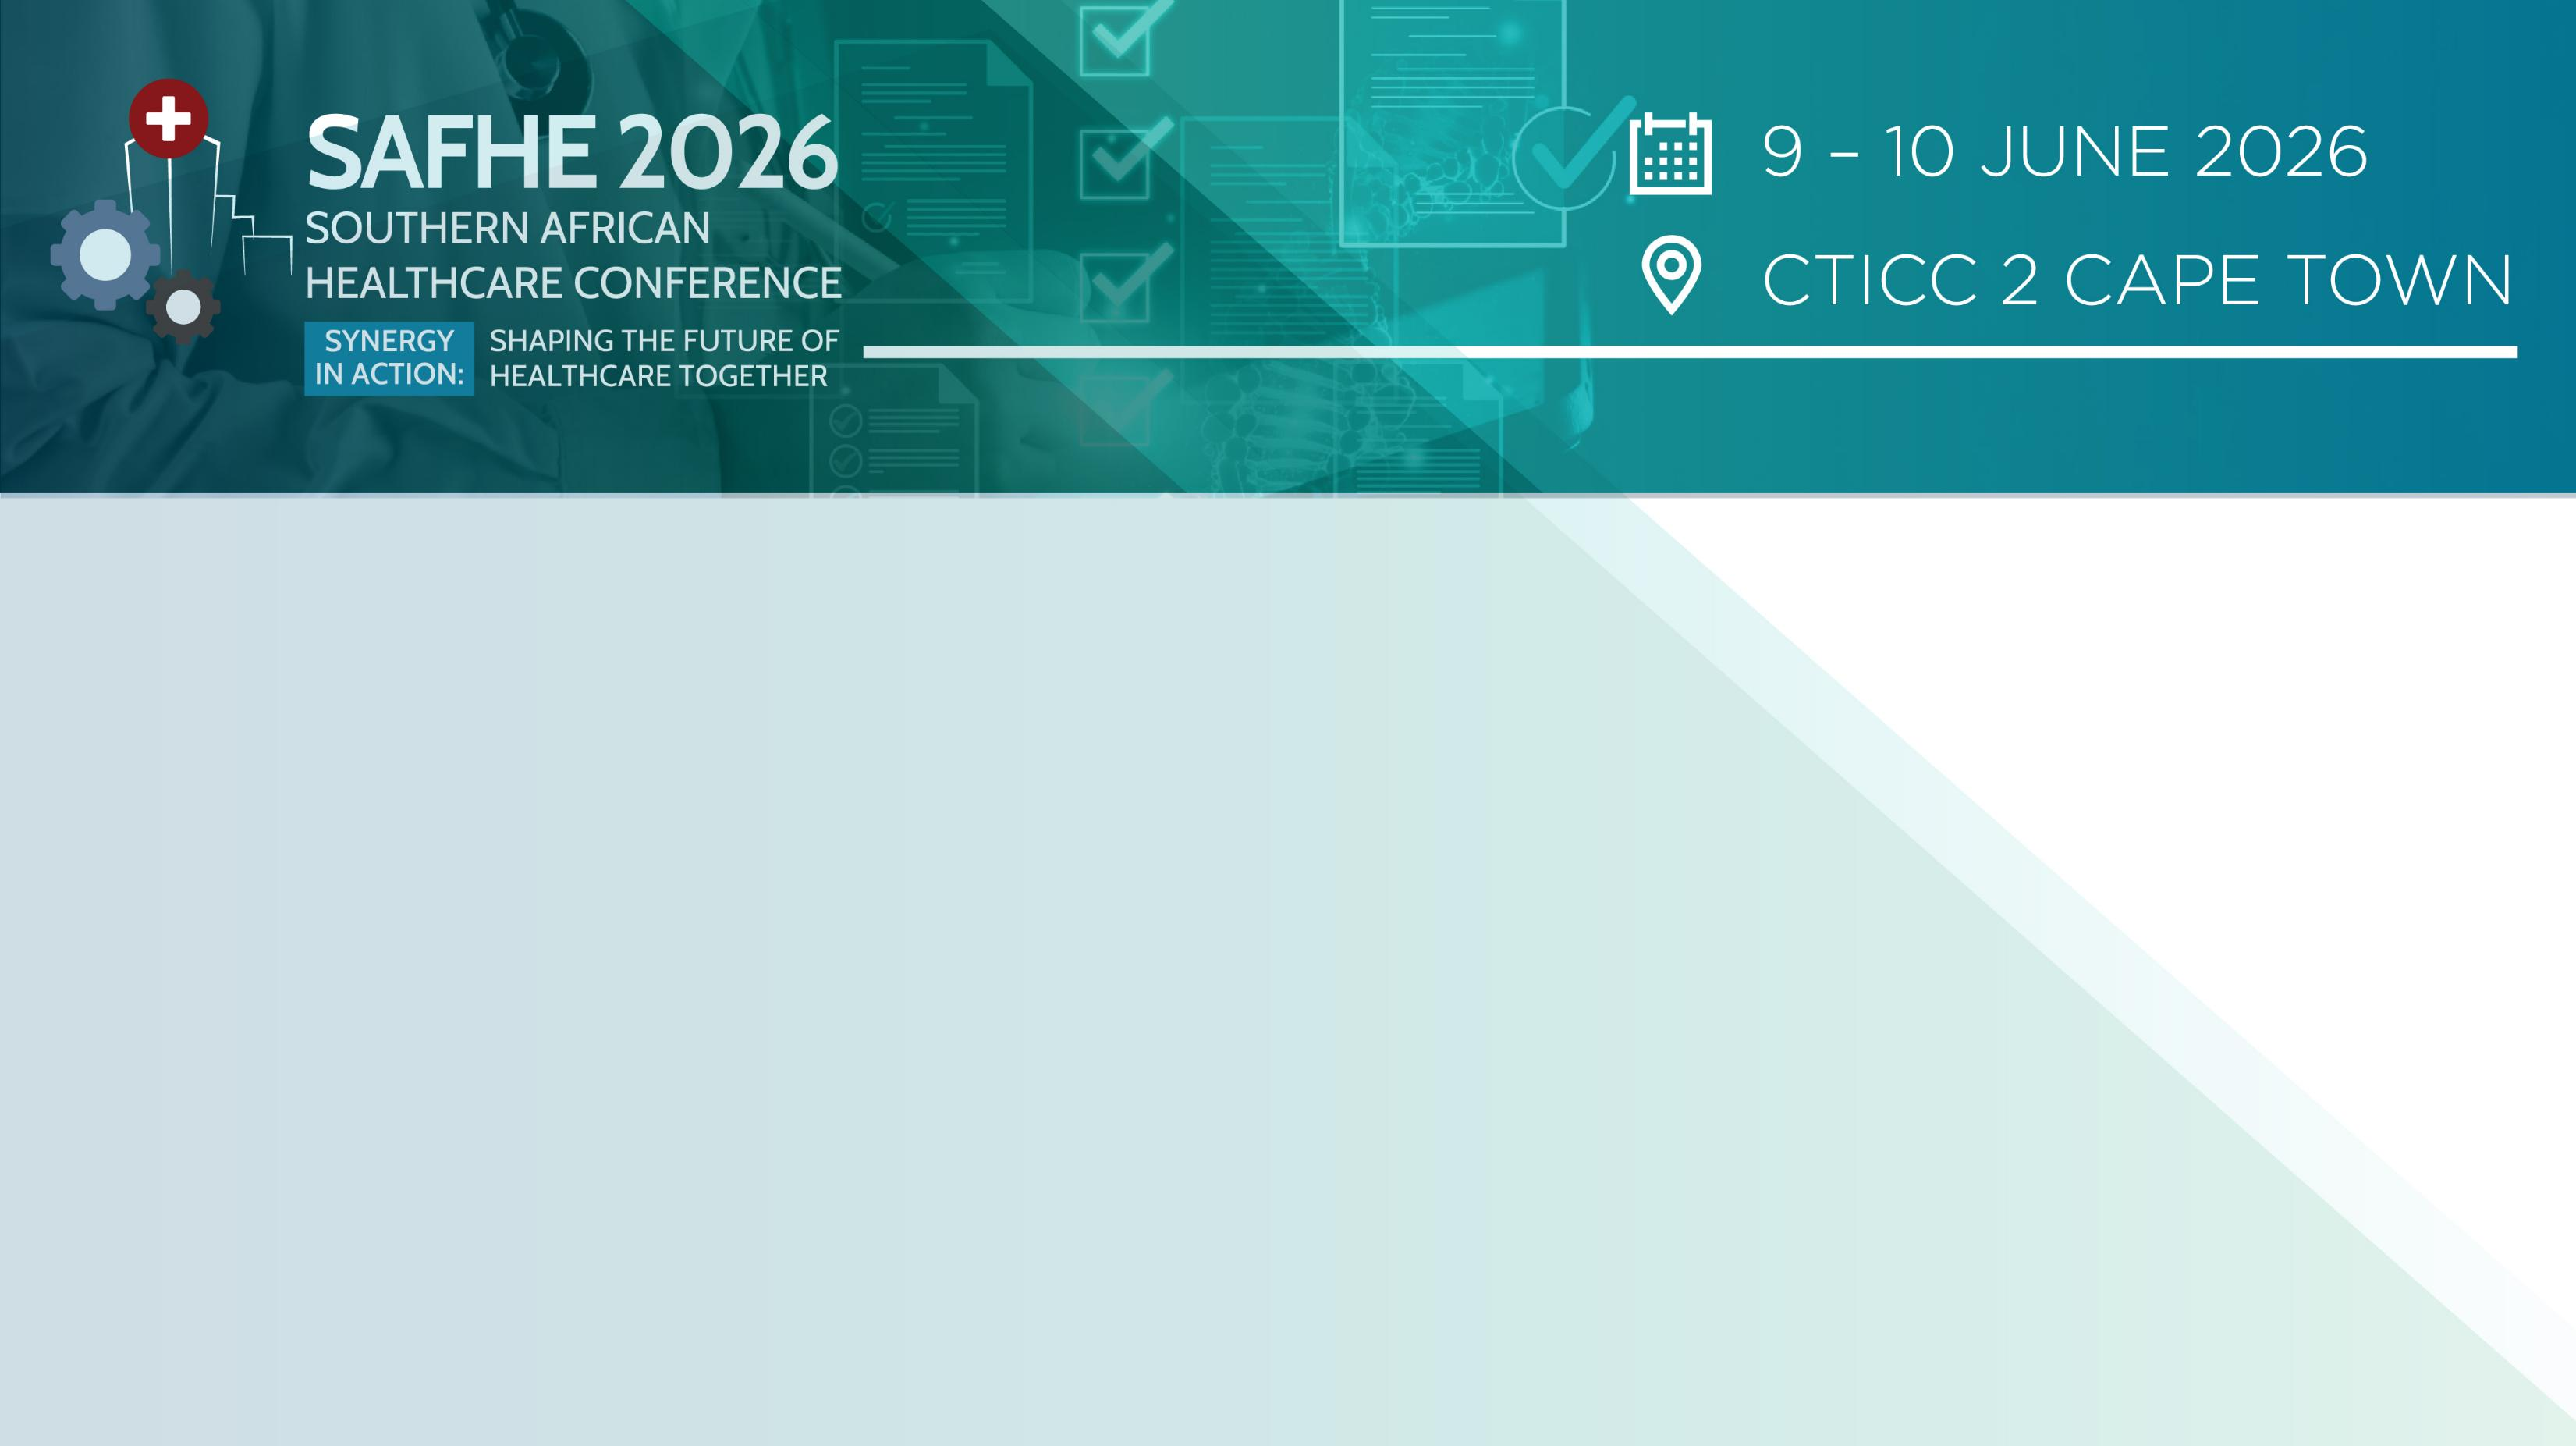 SAFHE 2026
SOUTHERN AFRICAN
HEALTHCARE CONFERENCE
SYNERGY
IN ACTION:
SHAPING THE FUTURE OF
HEALTHCARE TOGETHER
9 – 10 JUNE 2026
CTICC 2 CAPE TOWN